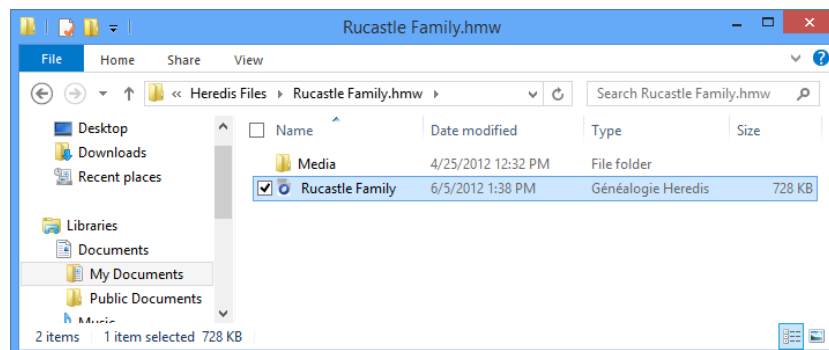 Rucastle Family.hmw
File Home Share View
« Heredis Files Rucastle Family.hmw Search Rucastle Family.hmw
Desktop Name Date modified Type Size
Downloads Media 4/25/2012 12:32 PM File folder
Recent places Rucastle Family 6/5/2012 1:38 PM Généalogie Heredis 728 KB
Libraries
Documents
My Documents
Public Documents
Music
2 items 1 item selected 728 KB